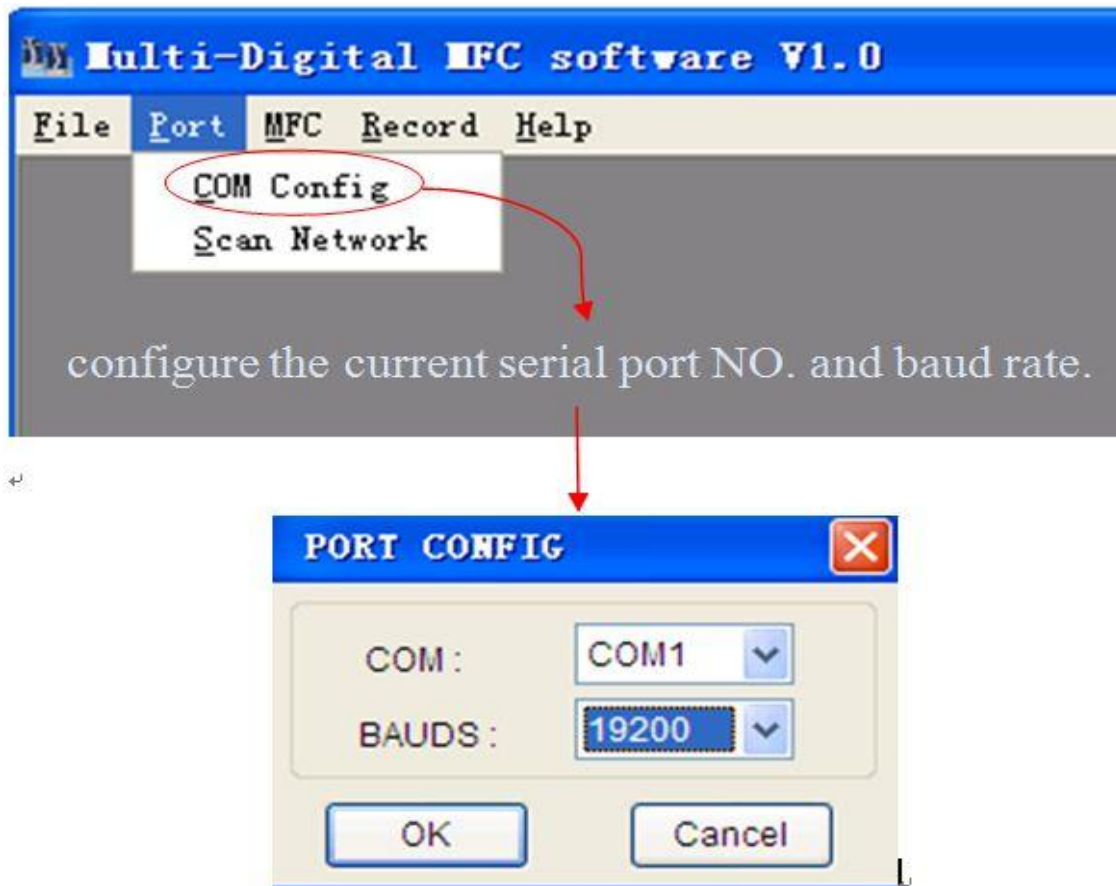 Multi-Digital MFC software V1.0
File Port MFC Record Help
COM Config
Scan Network
configure the current serial port NO. and baud rate.
PORT CONFIG
COM : COM1
BAUDS : 19200
OK Cancel